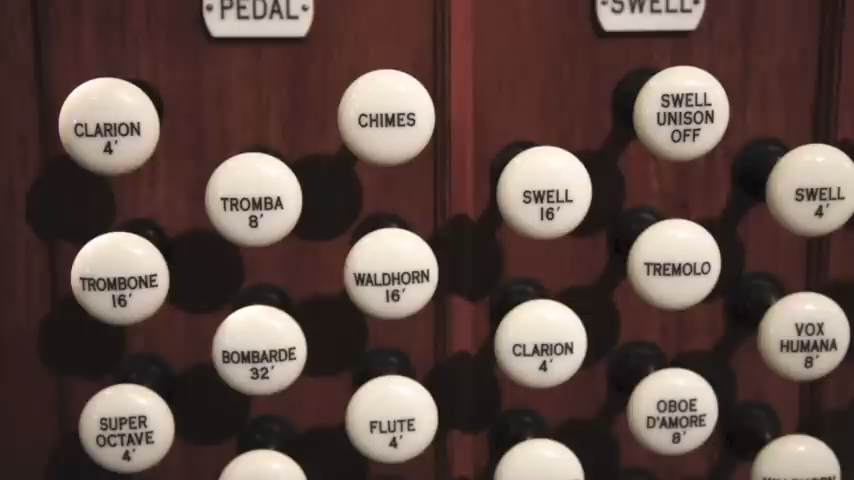 PEDAL
CLARION
4'
CHIMES
TROMBA
8'
TROMBONE
16'
WALDHORN
16'
BOMBARDE
32'
SUPER
OCTAVE
4'
FLUTE
4'
SWELL
SWELL
UNISON
OFF
SWELL
16'
SWELL
4'
TREMOLO
CLARION
4'
VOX
HUMANA
8'
OBOE
D'AMORE
8'